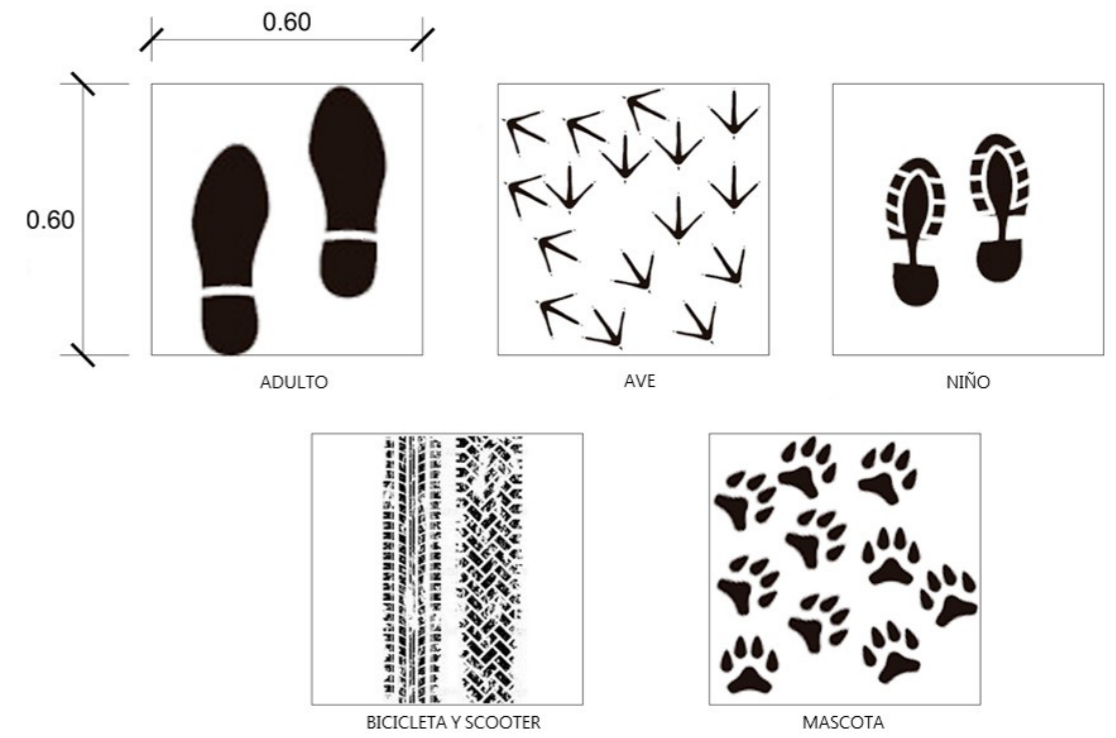 0.60
0.60
ADULTO
AVE
NIÑO
BICICLETA Y SCOOTER
MASCOTA